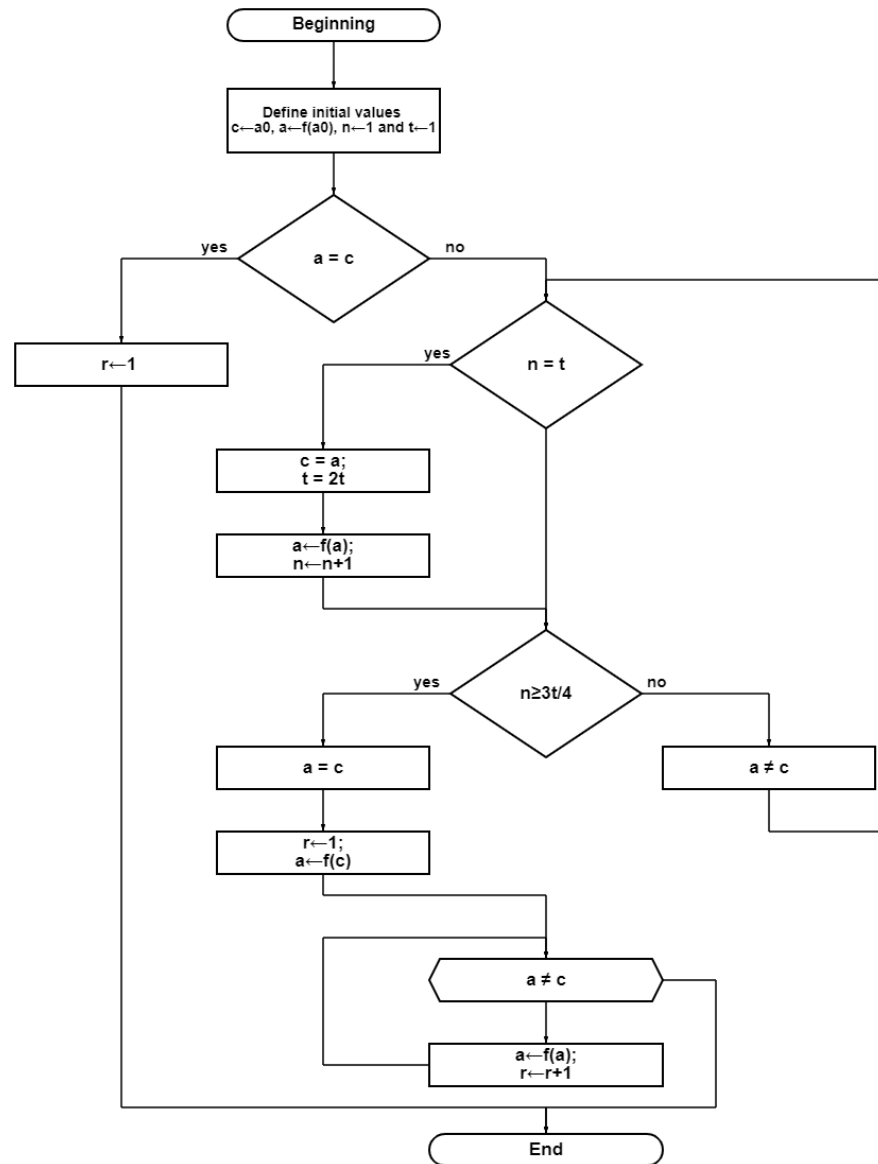 Beginning
Define initial values
c←a0, a←f(a0), n←1 and t←1
a = c
yes
no
r←1
n = t
yes
c = a;
t = 2t
a←f(a);
n←n+1
n≥3t/4
yes
no
a = c
a ≠ c
r←1;
a←f(c)
a ≠ c
a←f(a);
r←r+1
End